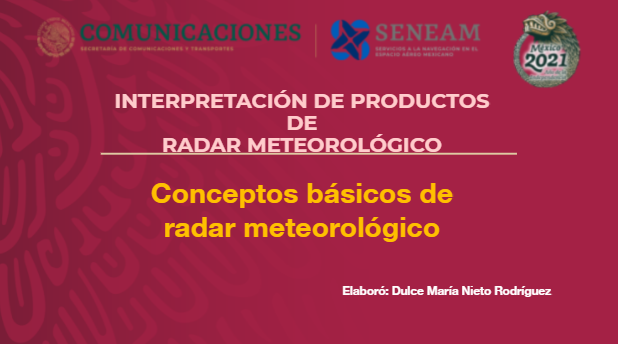 COMUNICACIONES
SECRETARÍA DE COMUNICACIONES Y TRANSPORTES
SENEAM
SERVICIOS A LA NAVEGACIÓN EN EL
ESPACIO AÉREO MEXICANO
México
2021
INTERPRETACIÓN DE PRODUCTOS
DE
RADAR METEOROLÓGICO
Conceptos básicos de
radar meteorológico
Elaboró: Dulce María Nieto Rodríguez